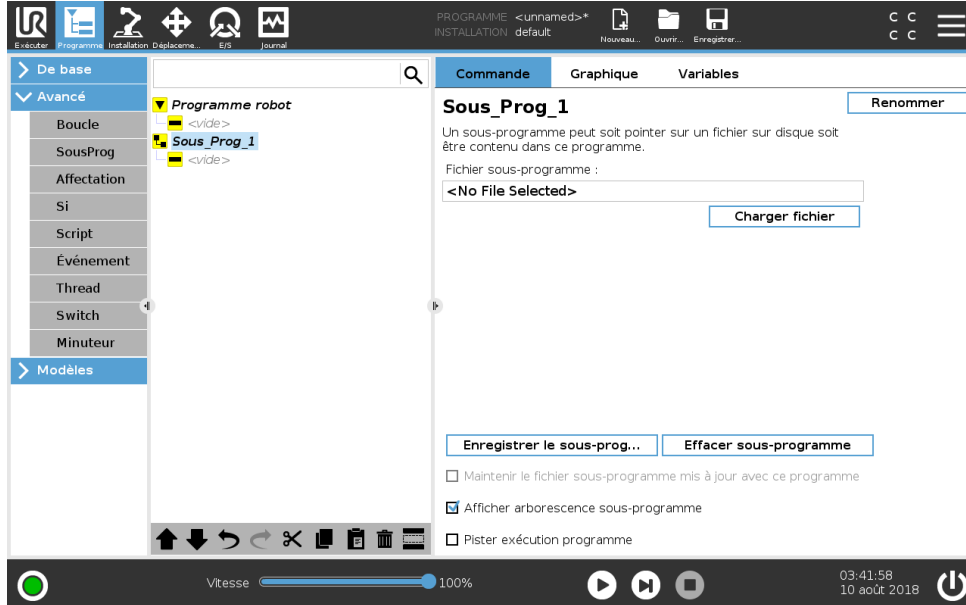 UR
PROGRAMME <unnamed>*
INSTALLATION default
C C
C C
Exécuter
Programme
Installation
Déplaceme...
E/S
Journal
Nouveau...
Ouvrir...
Enregistrer...
De base
Avancé
Boucle
SousProg
Affectation
Si
Script
Événement
Thread
Switch
Minuteur
Modèles
Programme robot
<vide>
Sous_Prog_1
<vide>
Commande
Graphique
Variables
Sous_Prog_1
Renommer
Un sous-programme peut soit pointer sur un fichier sur disque soit
être contenu dans ce programme.
Fichier sous-programme :
<No File Selected>
Charger fichier
Enregistrer le sous-prog...
Effacer sous-programme
Maintenir le fichier sous-programme mis à jour avec ce programme
Afficher arborescence sous-programme
Pister exécution programme
Vitesse
100%
03:41:58
10 août 2018